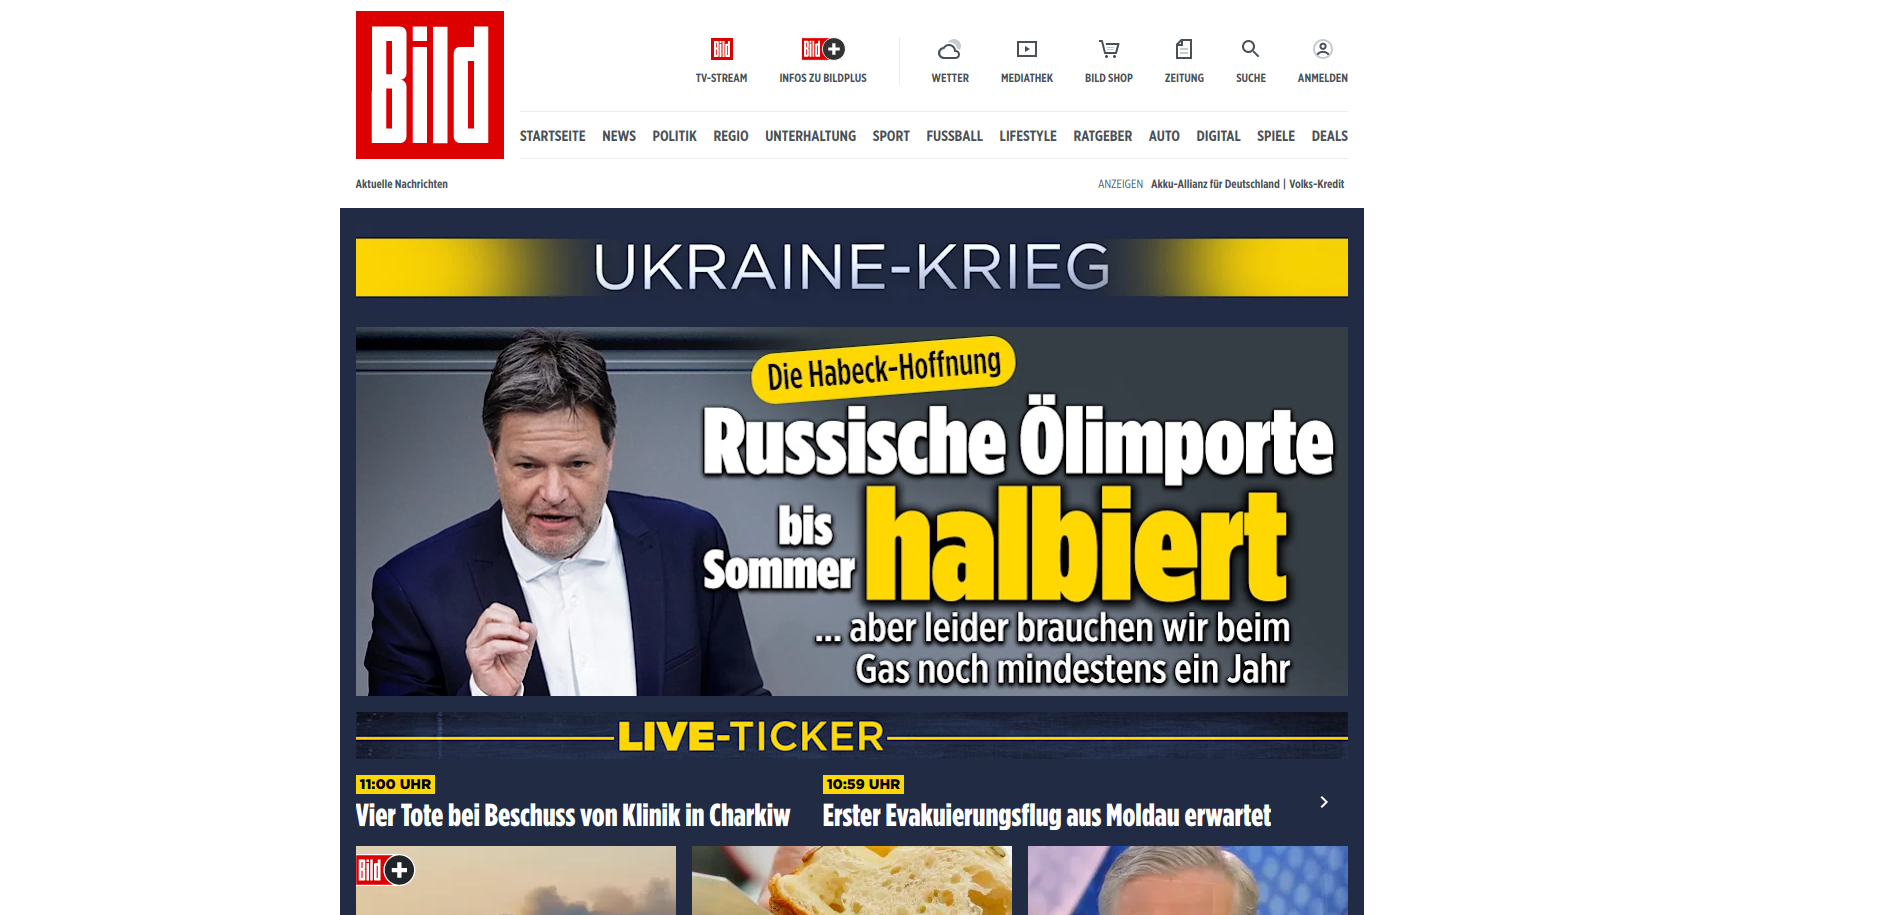 Bild
Bild
Bild
TV-STREAM
INFOS ZU BILDPLUS
WETTER
MEDIATHEK
BILD SHOP
ZEITUNG
SUCHE
ANMELDEN
STARTSEITE NEWS POLITIK REGIO UNTERHALTUNG SPORT FUSSBALL LIFESTYLE RATGEBER AUTO DIGITAL SPIELE DEALS
Aktuelle Nachrichten
ANZEIGEN Akku-Allianz für Deutschland | Volks-Kredit
UKRAINE-KRIEG
Die Habeck-Hoffnung
Russische Ölimporte
bis
Sommer halbiert
... aber leider brauchen wir beim
Gas noch mindestens ein Jahr
LIVE-TICKER
11:00 UHR
Vier Tote bei Beschuss von Klinik in Charkiw
10:59 UHR
Erster Evakuierungsflug aus Moldau erwartet
Bild